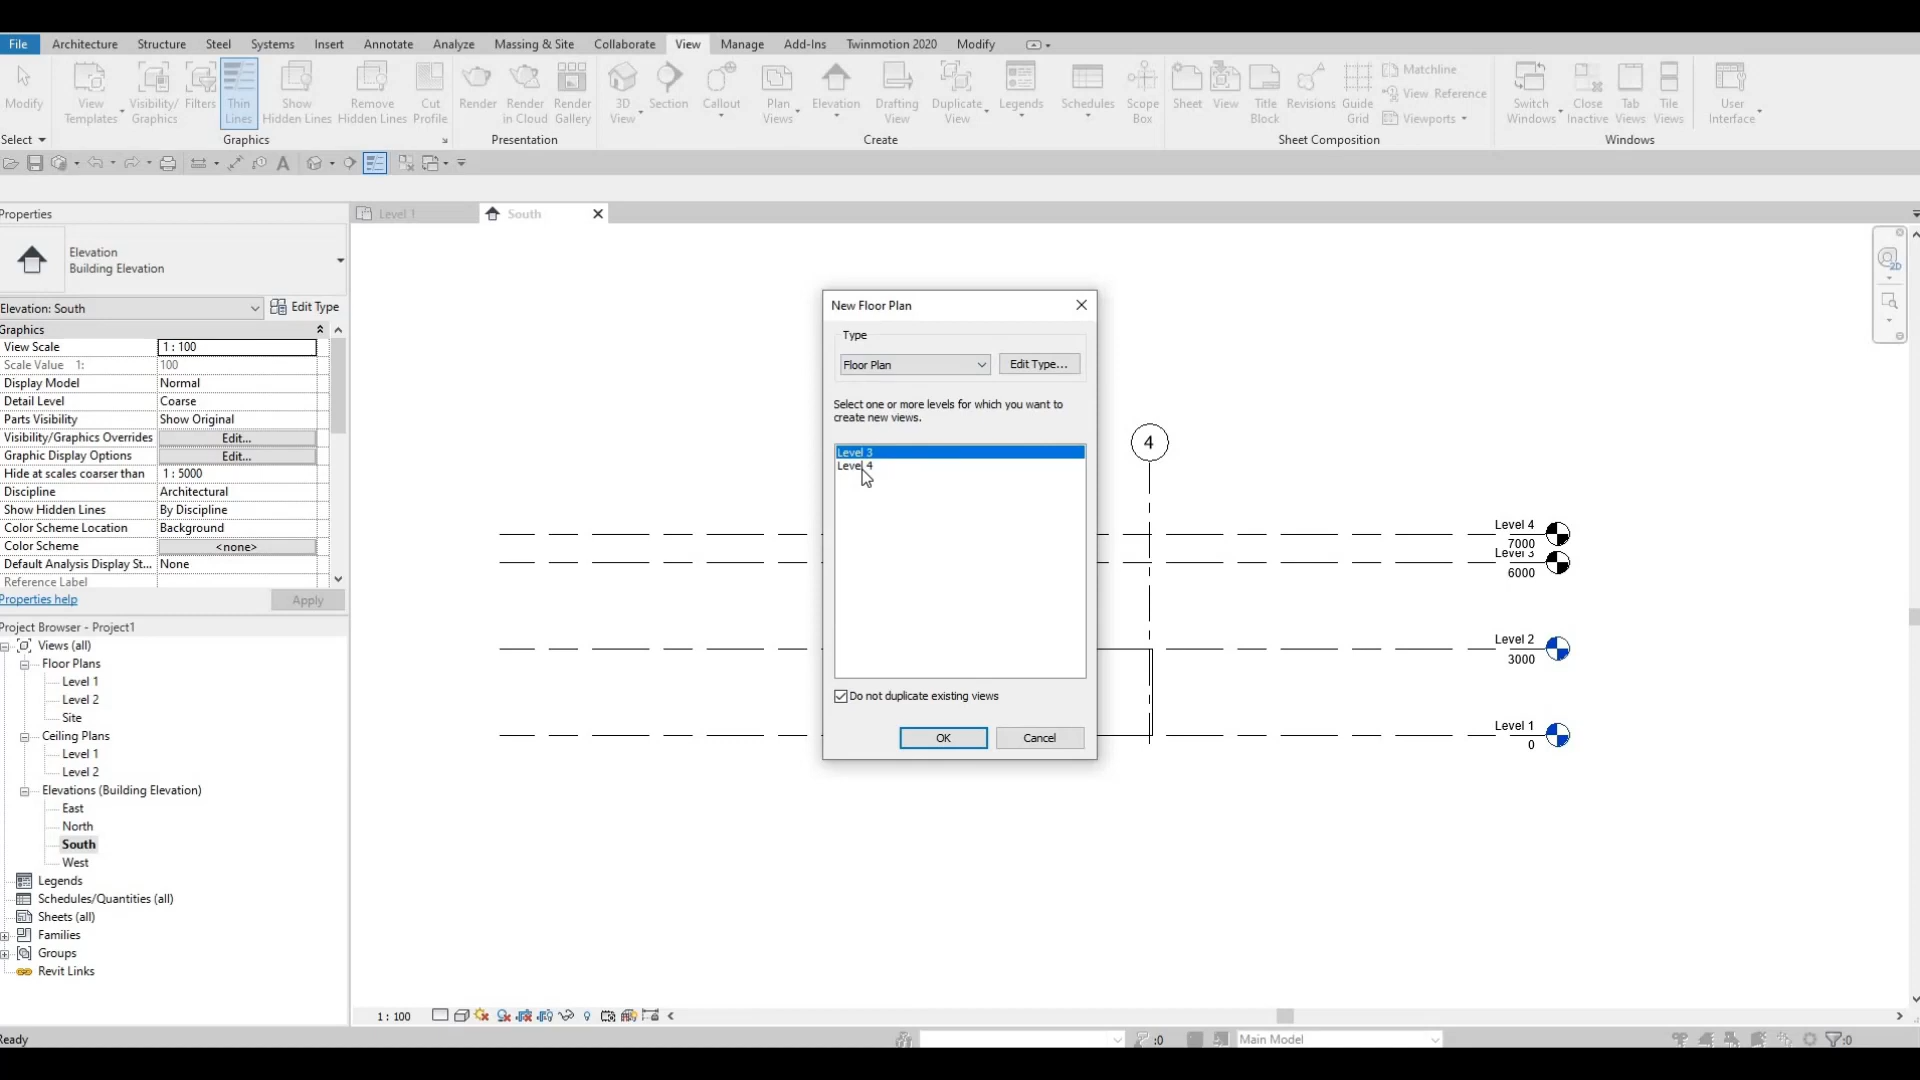 File Architecture Structure Steel Systems Insert Annotate Analyze Massing & Site Collaborate View Manage Add-Ins Twinmotion 2020 Modify
Modify
View Templates
Visibility/ Graphics
Filters
Thin Lines
Show Hidden Lines
Remove Hidden Lines
Cut Profile
Render
Render in Cloud
Render Gallery
3D View
Section
Callout
Plan Views
Elevation
Drafting View
Duplicate View
Legends
Schedules
Scope Box
Sheet
View
Title Block
Revisions
Guide Grid
Matchline
View Reference
Viewports
Switch Windows
Close Inactive
Tab Views
Tile Views
User Interface
Select Graphics Presentation Create Sheet Composition Windows
Properties
Level 1
South
Elevation
Building Elevation
Elevation: South
Edit Type
Graphics
View Scale 1 : 100
Scale Value 1: 100
Display Model Normal
Detail Level Coarse
Parts Visibility Show Original
Visibility/Graphics Overrides Edit...
Graphic Display Options Edit...
Hide at scales coarser than 1 : 5000
Discipline Architectural
Show Hidden Lines By Discipline
Color Scheme Location Background
Color Scheme <none>
Default Analysis Display St... None
Reference Label
Properties help
Apply
Project Browser - Project1
Views (all)
Floor Plans
Level 1
Level 2
Site
Ceiling Plans
Level 1
Level 2
Elevations (Building Elevation)
East
North
South
West
Legends
Schedules/Quantities (all)
Sheets (all)
Families
Groups
Revit Links
New Floor Plan
Type
Floor Plan
Edit Type...
Select one or more levels for which you want to
create new views.
Level 3
Level 4
Do not duplicate existing views
OK
Cancel
4
Level 4
7000
Level 3
6000
Level 2
3000
Level 1
0
2D
1 : 100
Ready
:0
Main Model
:0